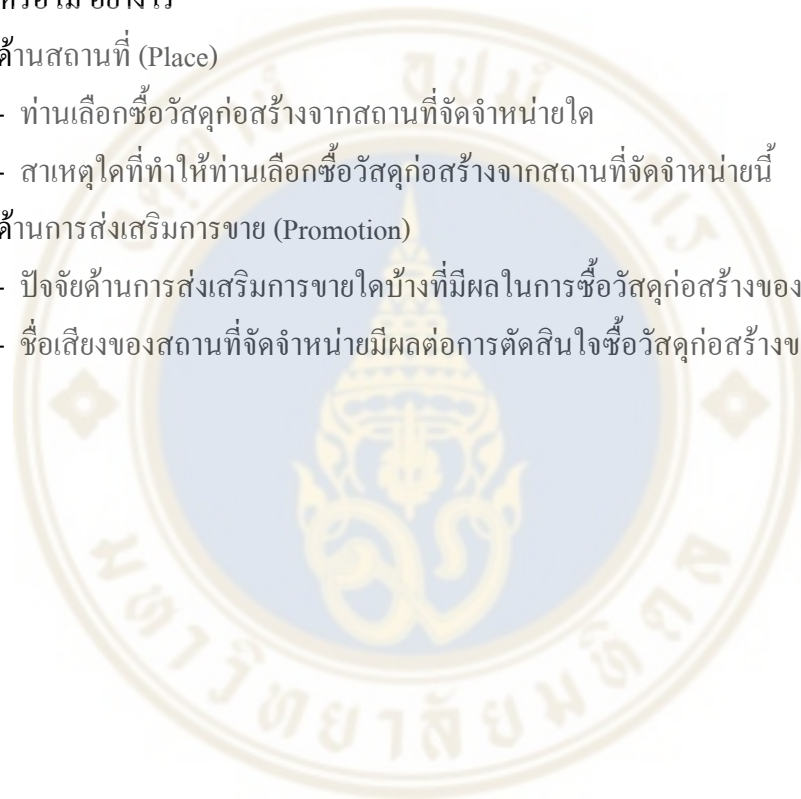 อย่างไร
ด้านสถานที่ (Place)
- ท่านเลือกซื้อวัสดุก่อสร้างจากสถานที่จัดจำหน่ายใด
- สาเหตุใดที่ทำให้ท่านเลือกซื้อวัสดุก่อสร้างจากสถานที่จัดจำหน่ายนี้
ด้านการส่งเสริมการขาย (Promotion)
- ปัจจัยด้านการส่งเสริมการขายใดบ้างที่มีผลในการซื้อวัสดุก่อสร้างของ
- ชื่อเสียงของสถานที่จัดจำหน่ายมีผลต่อการตัดสินใจซื้อวัสดุก่อสร้างข
มหาวิทยาลัยมหิดล